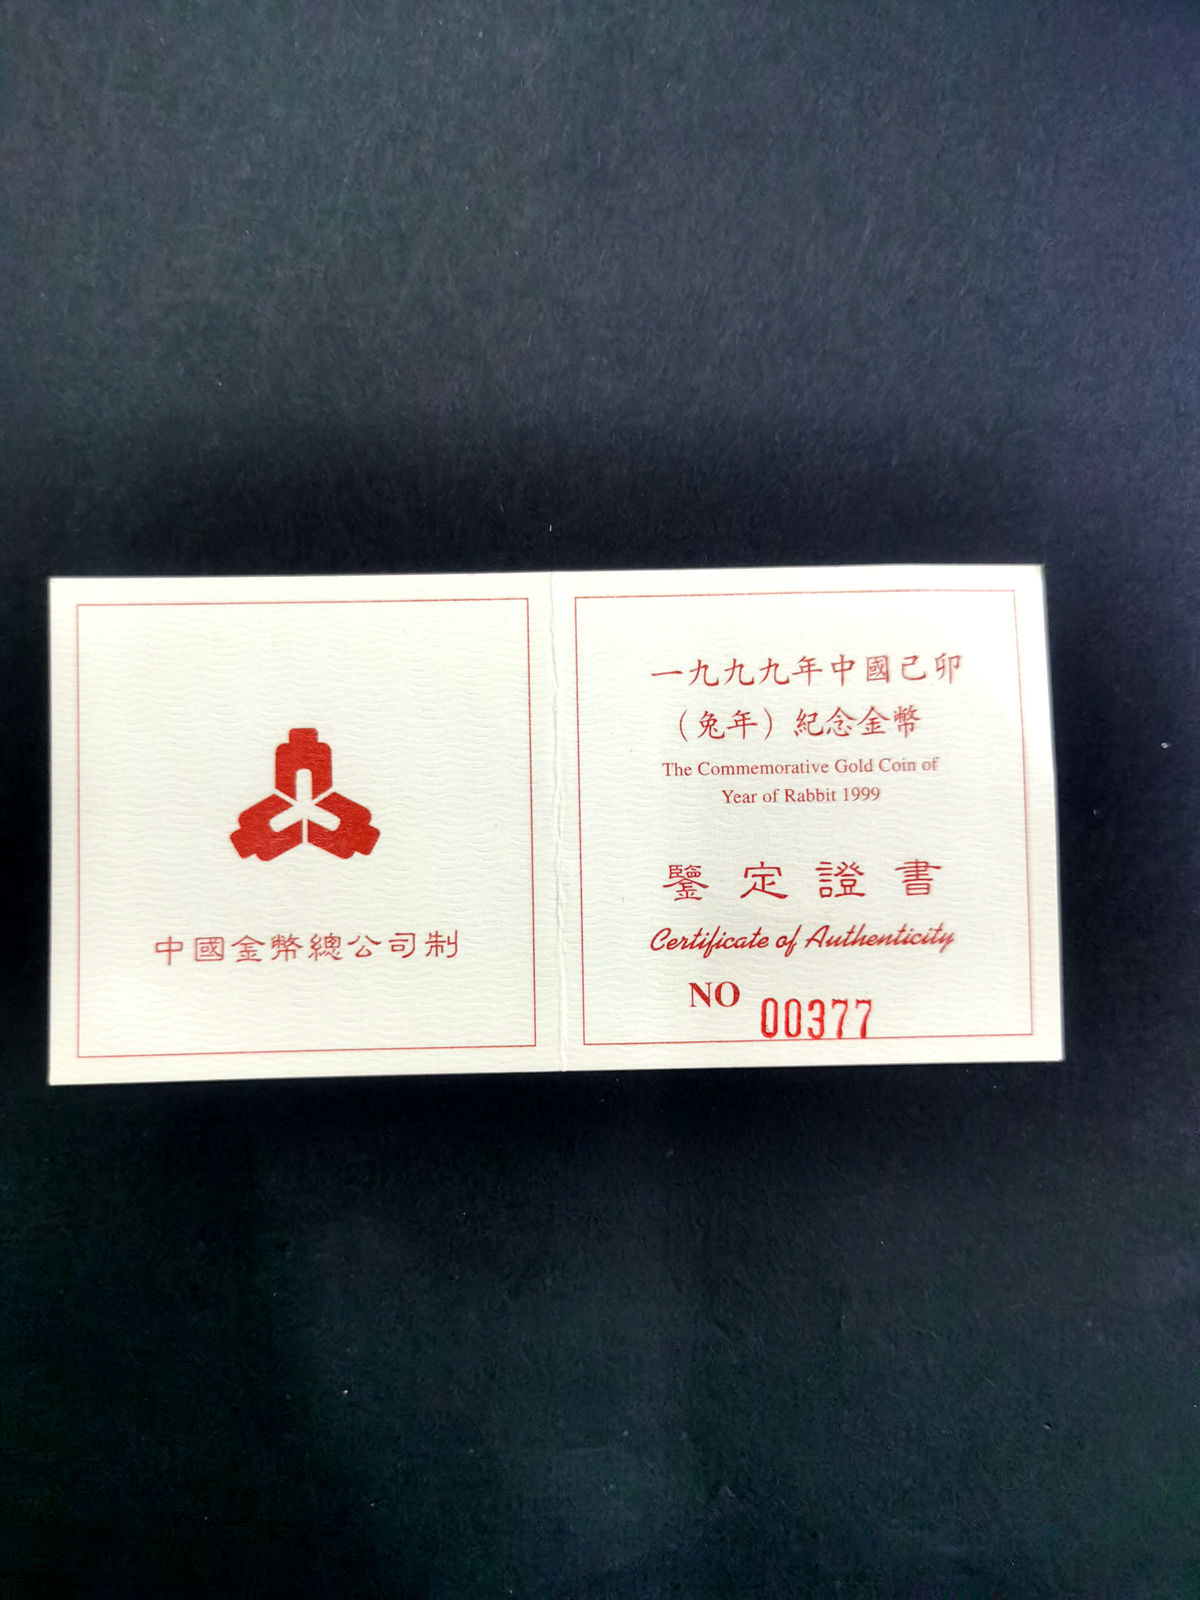 中國金幣總公司制
一九九九年中國己卯
（兔年）紀念金幣
The Commemorative Gold Coin of
Year of Rabbit 1999
鑒定證書
Certificate of Authenticity
NO 00377